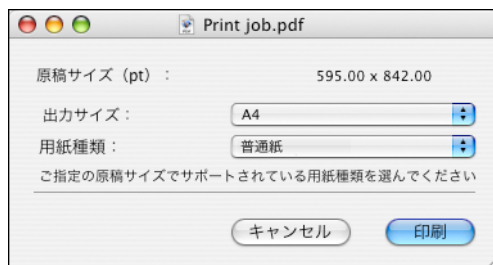 Print job.pdf
原稿サイズ（pt）： 595.00 x 842.00
出力サイズ： A4
用紙種類： 普通紙
ご指定の原稿サイズでサポートされている用紙種類を選んでください
キャンセル 印刷